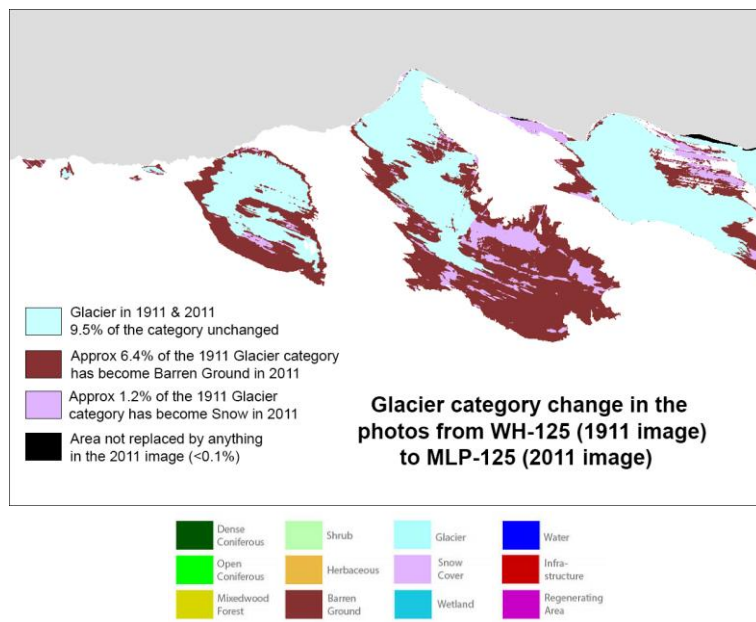 Glacier in 1911 & 2011
9.5% of the category unchanged
Approx 6.4% of the 1911 Glacier category
has become Barren Ground in 2011
Approx 1.2% of the 1911 Glacier
category has become Snow in 2011
Area not replaced by anything
in the 2011 image (<0.1%)
Glacier category change in the
photos from WH-125 (1911 image)
to MLP-125 (2011 image)
Dense
Coniferous
Shrub
Glacier
Water
Open
Coniferous
Herbaceous
Snow
Cover
Infra-
structure
Mixedwood
Forest
Barren
Ground
Wetland
Regenerating
Area